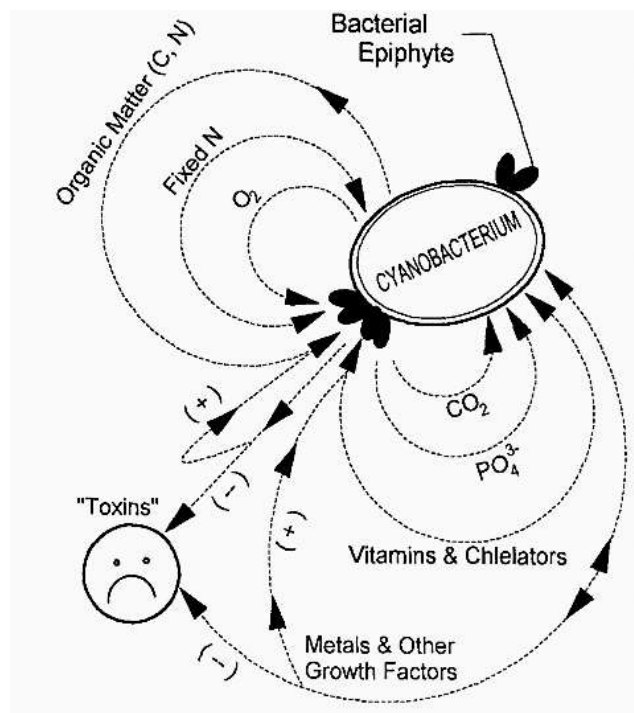 Bacterial
Epiphyte
Organic Matter (C, N)
Fixed N
O₂
CYANOBACTERIUM
(+)
CO₂
PO₄³⁻
(-)
"Toxins"
(+)
Vitamins & Chlelators
Metals & Other
Growth Factors
(-)